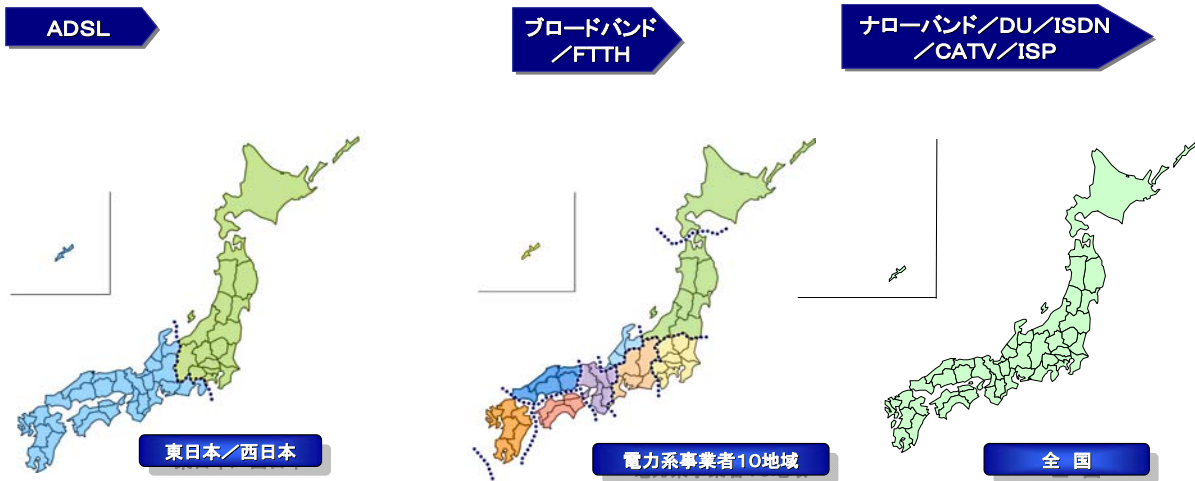 ADSL
ブロードバンド
／FTTH
ナローバンド／DU／ISDN
／CATV／ISP
東日本／西日本
電力系事業者10地域
全 国